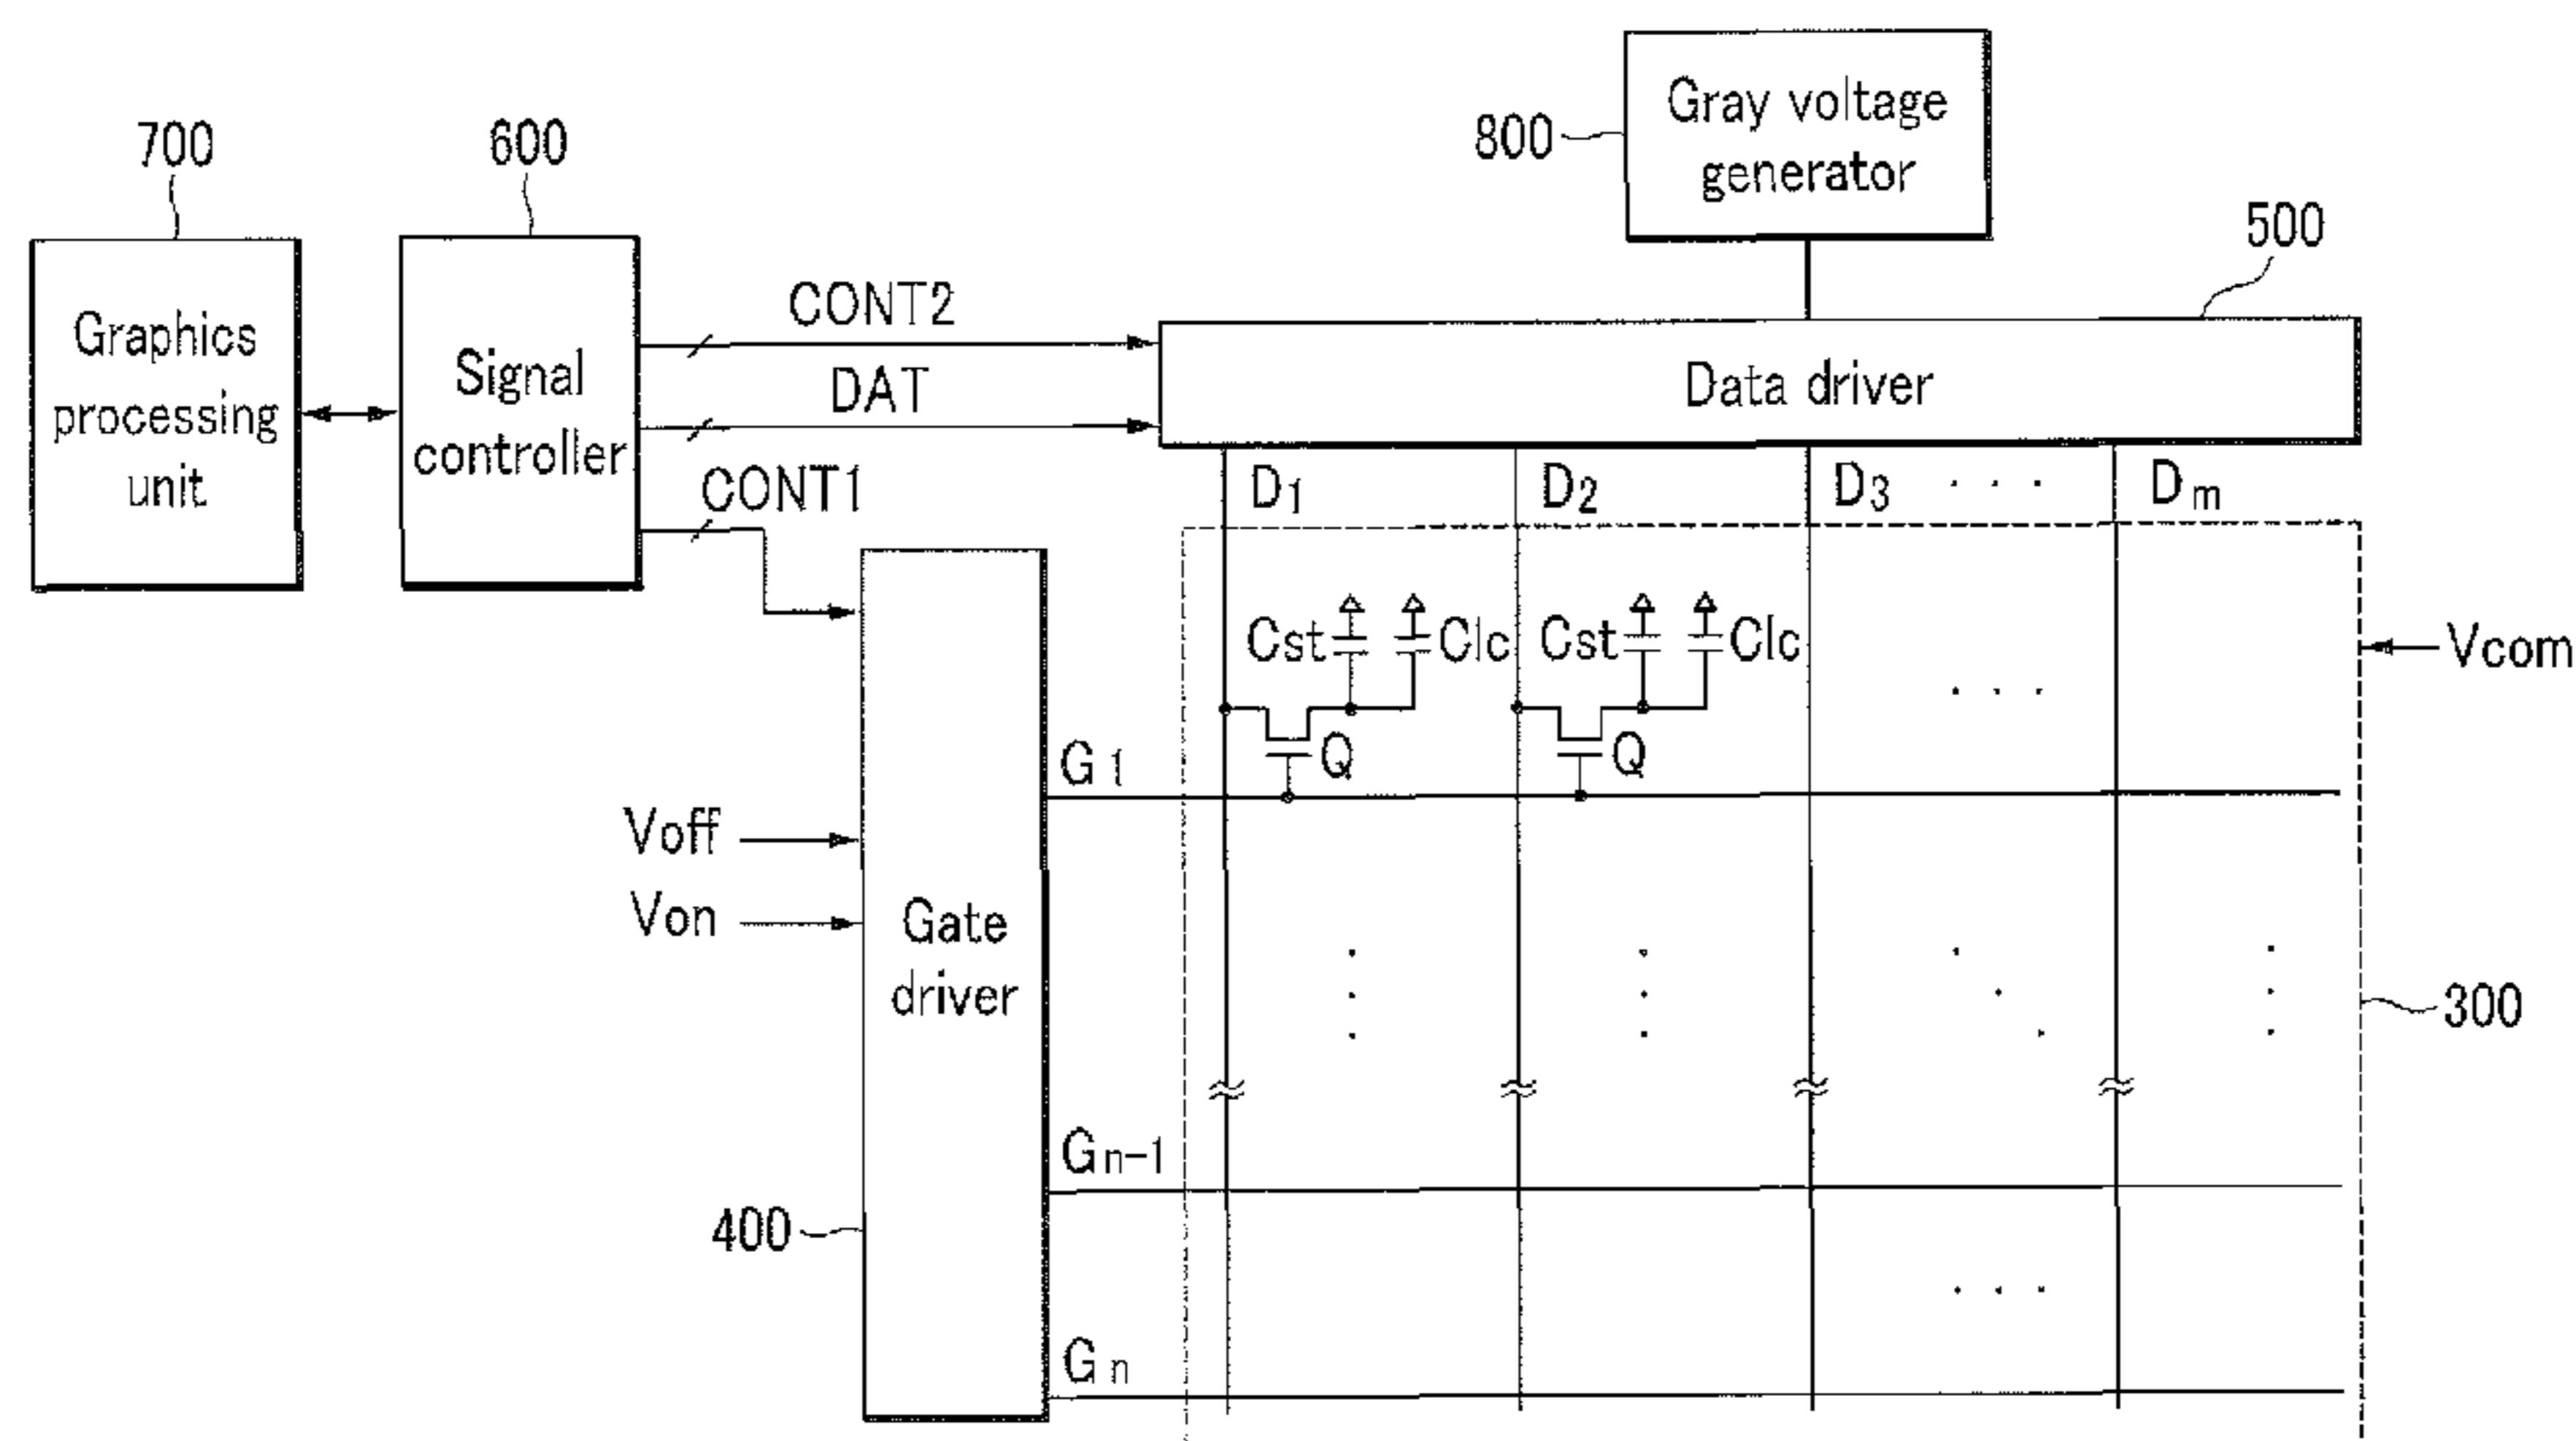 Gray voltage
generator
800
700
600
500
Graphics
processing
unit
Signal
controller
CONT2
DAT
CONT1
Data driver
D1 D2 D3 . . . Dm
Cst Clc Cst Clc
Vcom
. . .
Q Q
G1
Voff
Von
Gate
driver
300
Gn-1
400
. . .
Gn